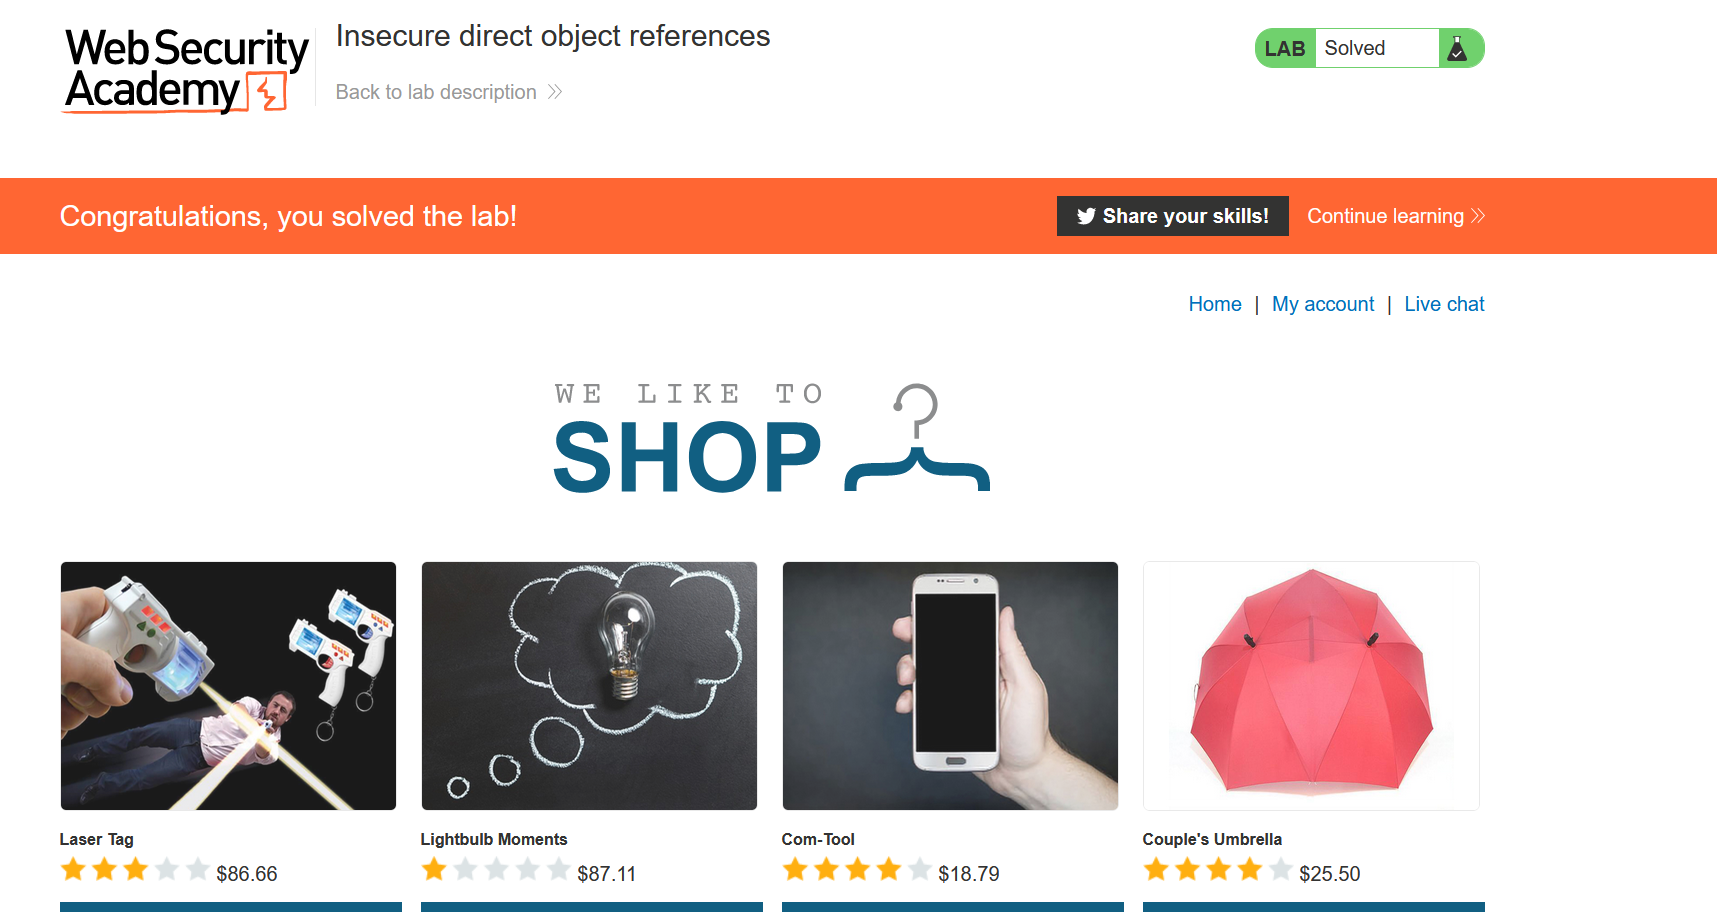 Web Security
Academy
Insecure direct object references
Back to lab description
LAB Solved
Congratulations, you solved the lab!
Share your skills!
Continue learning
Home | My account | Live chat
WE LIKE TO
SHOP
Laser Tag
$86.66
Lightbulb Moments
$87.11
Com-Tool
$18.79
Couple's Umbrella
$25.50